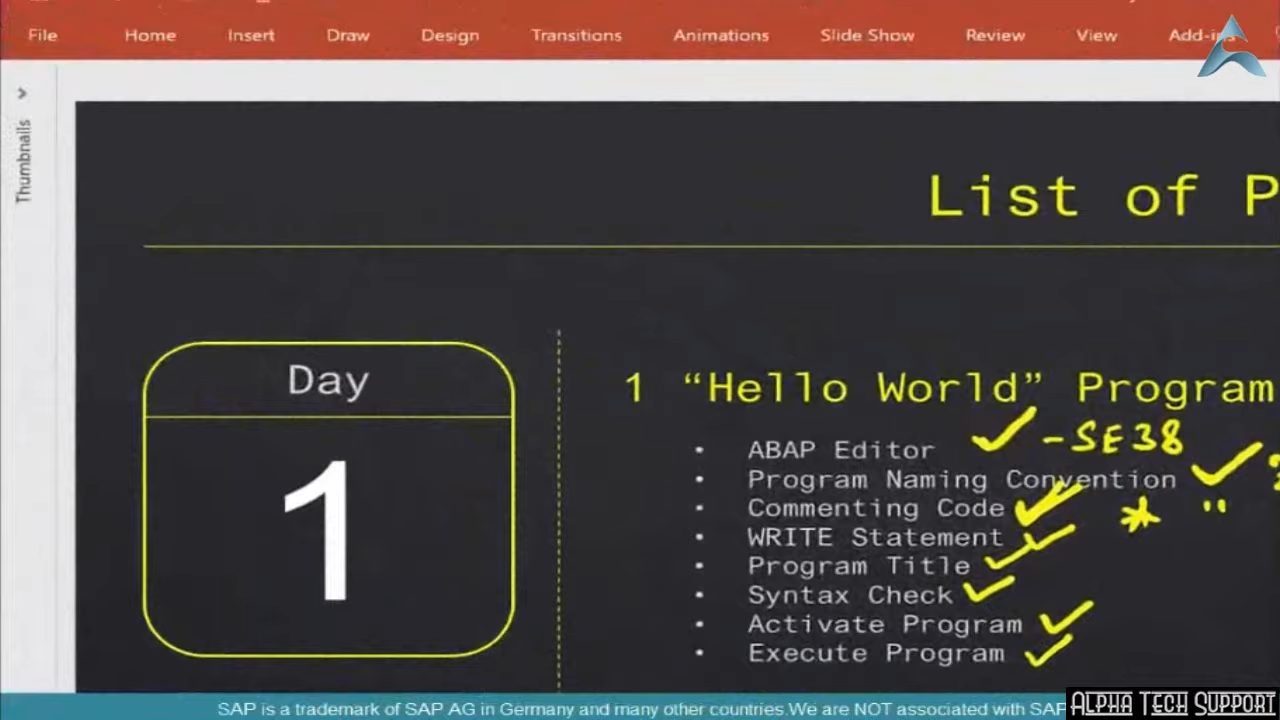 File Home Insert Draw Design Transitions Animations Slide Show Review View Add-ins
Thumbnails
List of P
Day
1
1 “Hello World” Program
• ABAP Editor -SE38
• Program Naming Convention
• Commenting Code * "
• WRITE Statement
• Program Title
• Syntax Check
• Activate Program
• Execute Program
SAP is a trademark of SAP AG in Germany and many other countries.We are NOT associated with SAP
ALPHA TECH SUPPORT